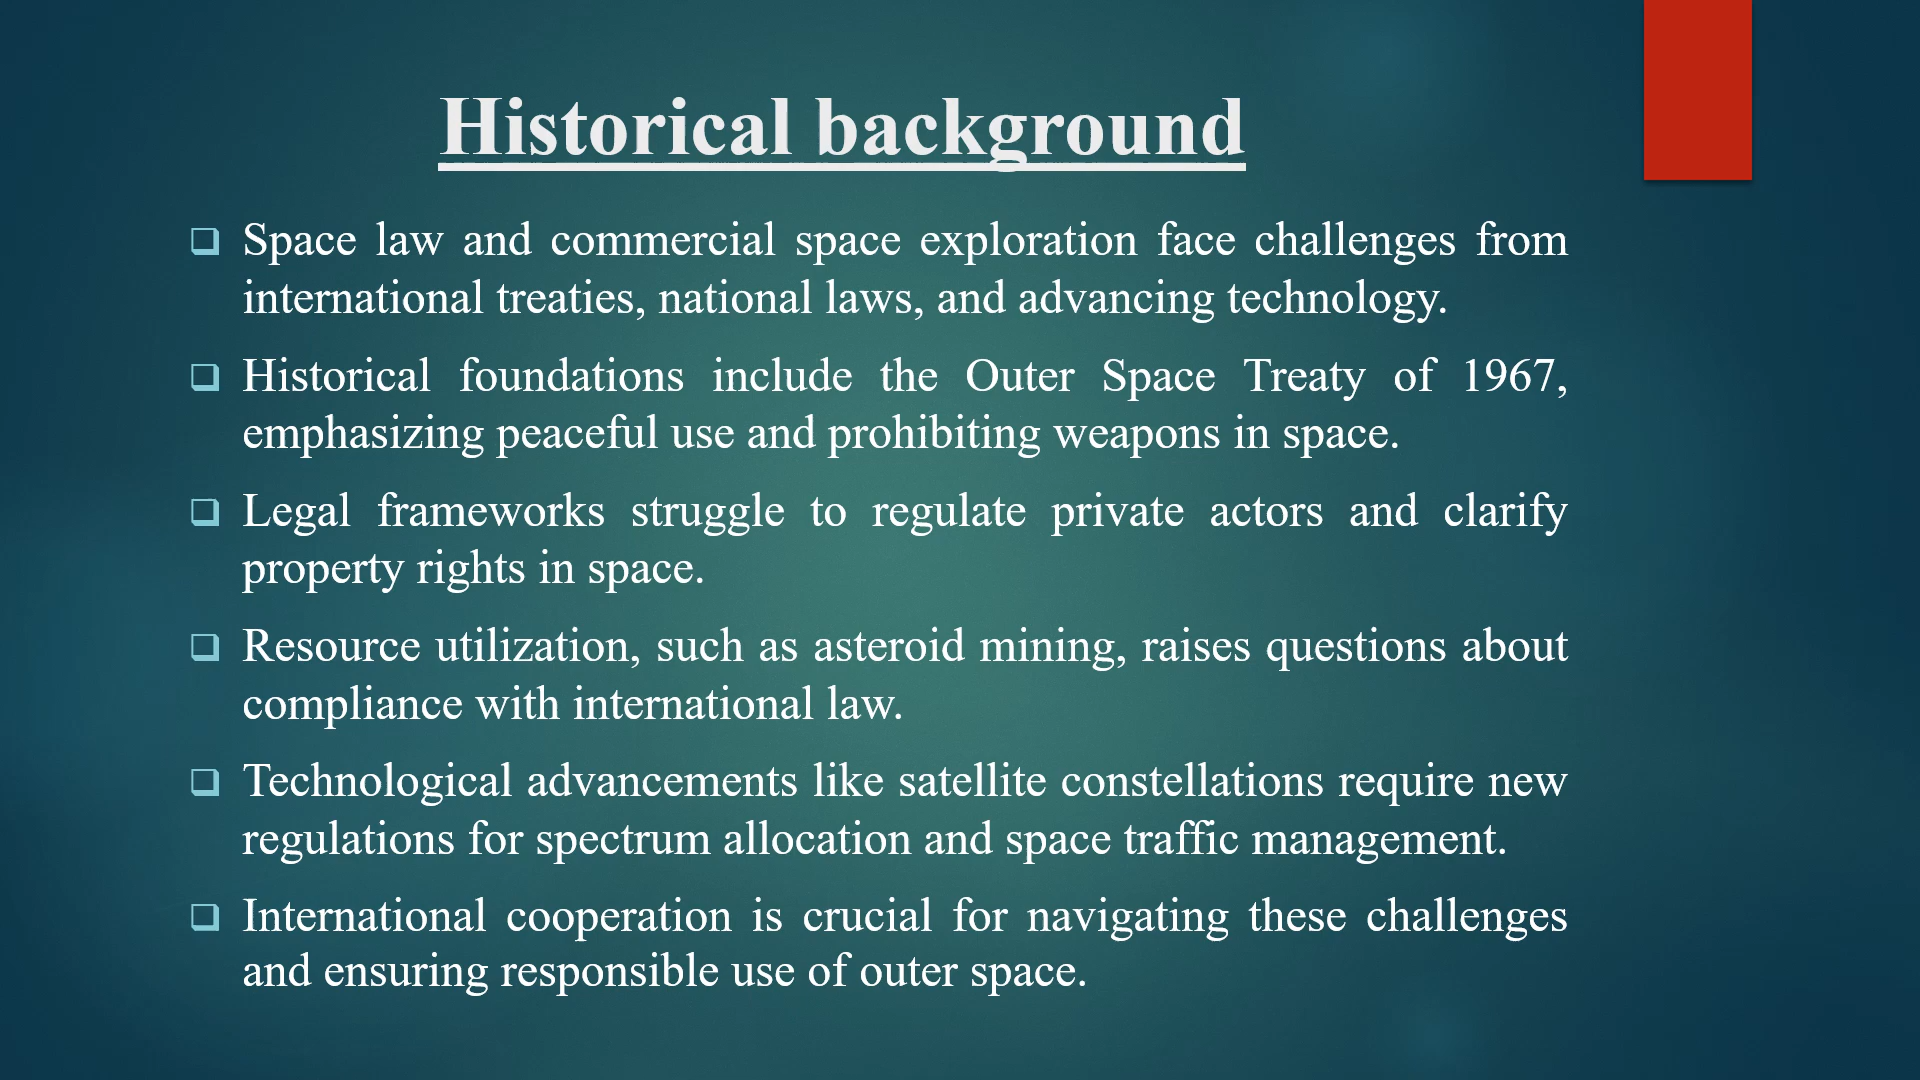 Historical background
Space law and commercial space exploration face challenges from
international treaties, national laws, and advancing technology.
Historical foundations include the Outer Space Treaty of 1967,
emphasizing peaceful use and prohibiting weapons in space.
Legal frameworks struggle to regulate private actors and clarify
property rights in space.
Resource utilization, such as asteroid mining, raises questions about
compliance with international law.
Technological advancements like satellite constellations require new
regulations for spectrum allocation and space traffic management.
International cooperation is crucial for navigating these challenges
and ensuring responsible use of outer space.